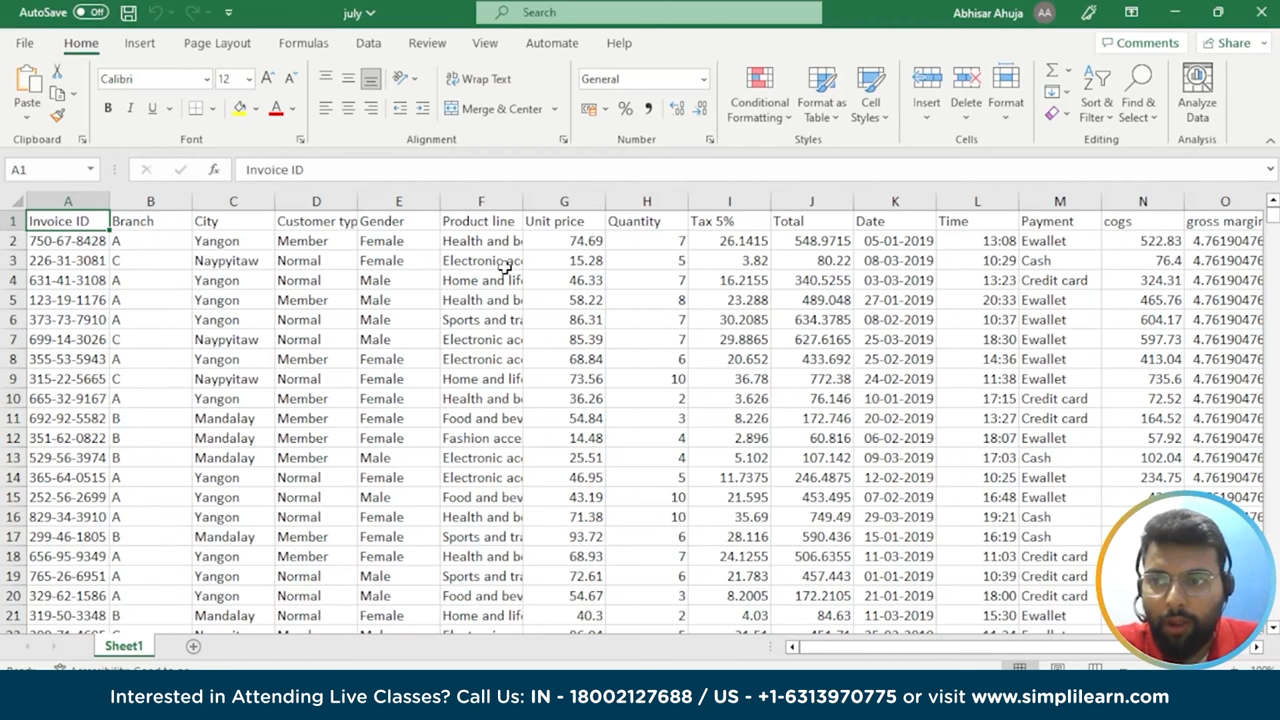 AutoSave Off july Search Abhisar Ahuja AA
File Home Insert Page Layout Formulas Data Review View Automate Help Comments Share
Paste Calibri 12 Wrap Text General Conditional Formatting Format as Table Cell Styles Insert Delete Format Sort & Filter Find & Select Analyze Data
B I U Merge & Center
Clipboard Font Alignment Number Styles Cells Editing Analysis
A1 fx Invoice ID
A B C D E F G H I J K L M N O
1 Invoice ID Branch City Customer typ Gender Product line Unit price Quantity Tax 5% Total Date Time Payment cogs gross margin
2 750-67-8428 A Yangon Member Female Health and be 74.69 7 26.1415 548.9715 05-01-2019 13:08 Ewallet 522.83 4.76190476
3 226-31-3081 C Naypyitaw Normal Female Electronic acc 15.28 5 3.82 80.22 08-03-2019 10:29 Cash 76.4 4.76190476
4 631-41-3108 A Yangon Normal Male Home and life 46.33 7 16.2155 340.5255 03-03-2019 13:23 Credit card 324.31 4.76190476
5 123-19-1176 A Yangon Member Male Health and be 58.22 8 23.288 489.048 27-01-2019 20:33 Ewallet 465.76 4.76190476
6 373-73-7910 A Yangon Normal Male Sports and tra 86.31 7 30.2085 634.3785 08-02-2019 10:37 Ewallet 604.17 4.76190476
7 699-14-3026 C Naypyitaw Normal Male Electronic acc 85.39 7 29.8865 627.6165 25-03-2019 18:30 Ewallet 597.73 4.76190476
8 355-53-5943 A Yangon Member Female Electronic acc 68.84 6 20.652 433.692 25-02-2019 14:36 Ewallet 413.04 4.76190476
9 315-22-5665 C Naypyitaw Normal Female Home and life 73.56 10 36.78 772.38 24-02-2019 11:38 Ewallet 735.6 4.76190476
10 665-32-9167 A Yangon Member Female Health and be 36.26 2 3.626 76.146 10-01-2019 17:15 Credit card 72.52 4.76190476
11 692-92-5582 B Mandalay Member Female Food and bev 54.84 3 8.226 172.746 20-02-2019 13:27 Credit card 164.52 4.76190476
12 351-62-0822 B Mandalay Member Female Fashion acce 14.48 4 2.896 60.816 06-02-2019 18:07 Ewallet 57.92 4.76190476
13 529-56-3974 B Mandalay Member Male Electronic acc 25.51 4 5.102 107.142 09-03-2019 17:03 Cash 102.04 4.76190476
14 365-64-0515 A Yangon Normal Female Electronic acc 46.95 5 11.7375 246.4875 12-02-2019 10:25 Ewallet 234.75 4.76190476
15 252-56-2699 A Yangon Normal Male Food and bev 43.19 10 21.595 453.495 07-02-2019 16:48 Ewallet
16 829-34-3910 A Yangon Normal Female Health and be 71.38 10 35.69 749.49 29-03-2019 19:21 Cash
17 299-46-1805 B Mandalay Member Female Sports and tra 93.72 6 28.116 590.436 15-01-2019 16:19 Cash
18 656-95-9349 A Yangon Member Female Health and be 68.93 7 24.1255 506.6355 11-03-2019 11:03 Credit card
19 765-26-6951 A Yangon Normal Male Sports and tra 72.61 6 21.783 457.443 01-01-2019 10:39 Credit card
20 329-62-1586 A Yangon Normal Male Food and bev 54.67 3 8.2005 172.2105 21-01-2019 18:00 Credit card
21 319-50-3348 B Mandalay Normal Female Home and life 40.3 2 4.03 84.63 11-03-2019 15:30 Ewallet
Sheet1
Interested in Attending Live Classes? Call Us: IN - 18002127688 / US - +1-6313970775 or visit www.simplilearn.com